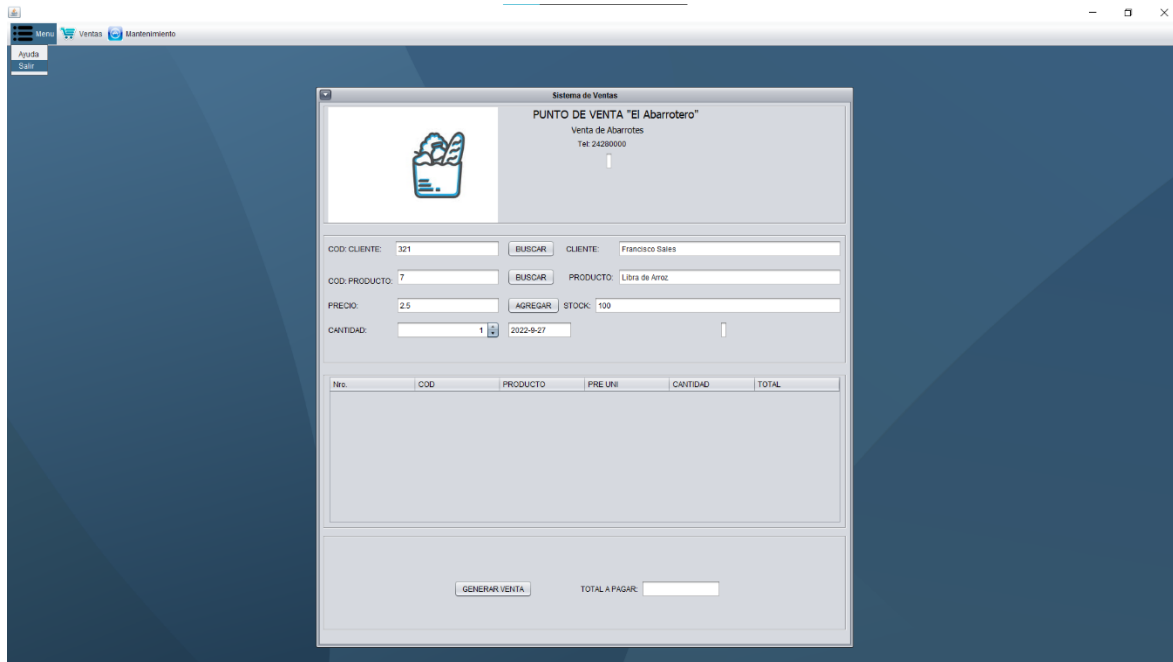 Menu Ventas Mantenimiento
Ayuda
Salir
Sistema de Ventas
PUNTO DE VENTA "El Abarrotero"
Venta de Abarrotes
Tel: 24280000
COD: CLIENTE: 321 BUSCAR CLIENTE: Francisco Sales
COD: PRODUCTO: 7 BUSCAR PRODUCTO: Libra de Arroz
PRECIO: 2.5 AGREGAR STOCK: 100
CANTIDAD: 1 2022-9-27
Nro. COD PRODUCTO PRE UNI CANTIDAD TOTAL
GENERAR VENTA TOTAL A PAGAR: